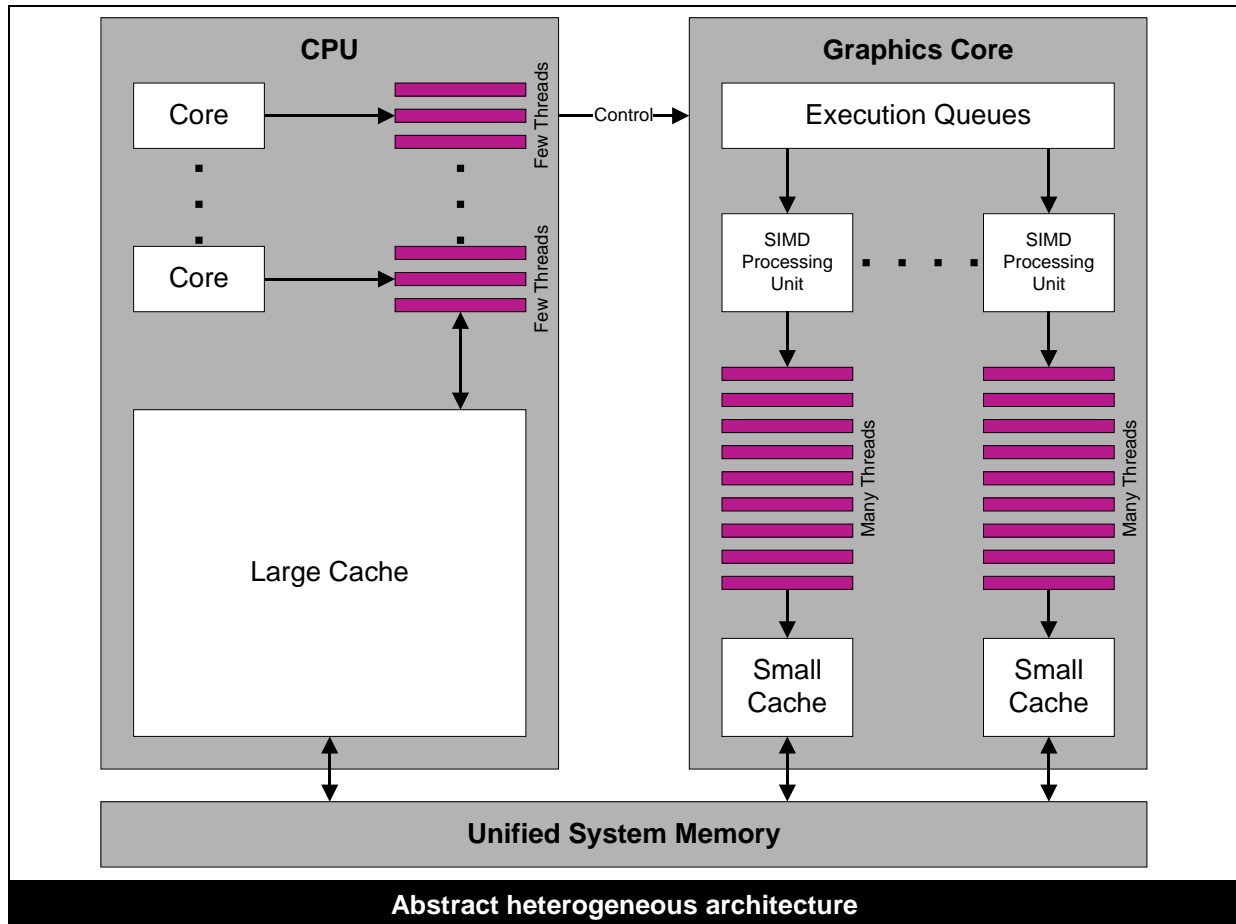 CPU
Core
Few Threads
Core
Few Threads
Large Cache
Control
Graphics Core
Execution Queues
SIMD
Processing
Unit
SIMD
Processing
Unit
Many Threads
Many Threads
Small
Cache
Small
Cache
Unified System Memory
Abstract heterogeneous architecture